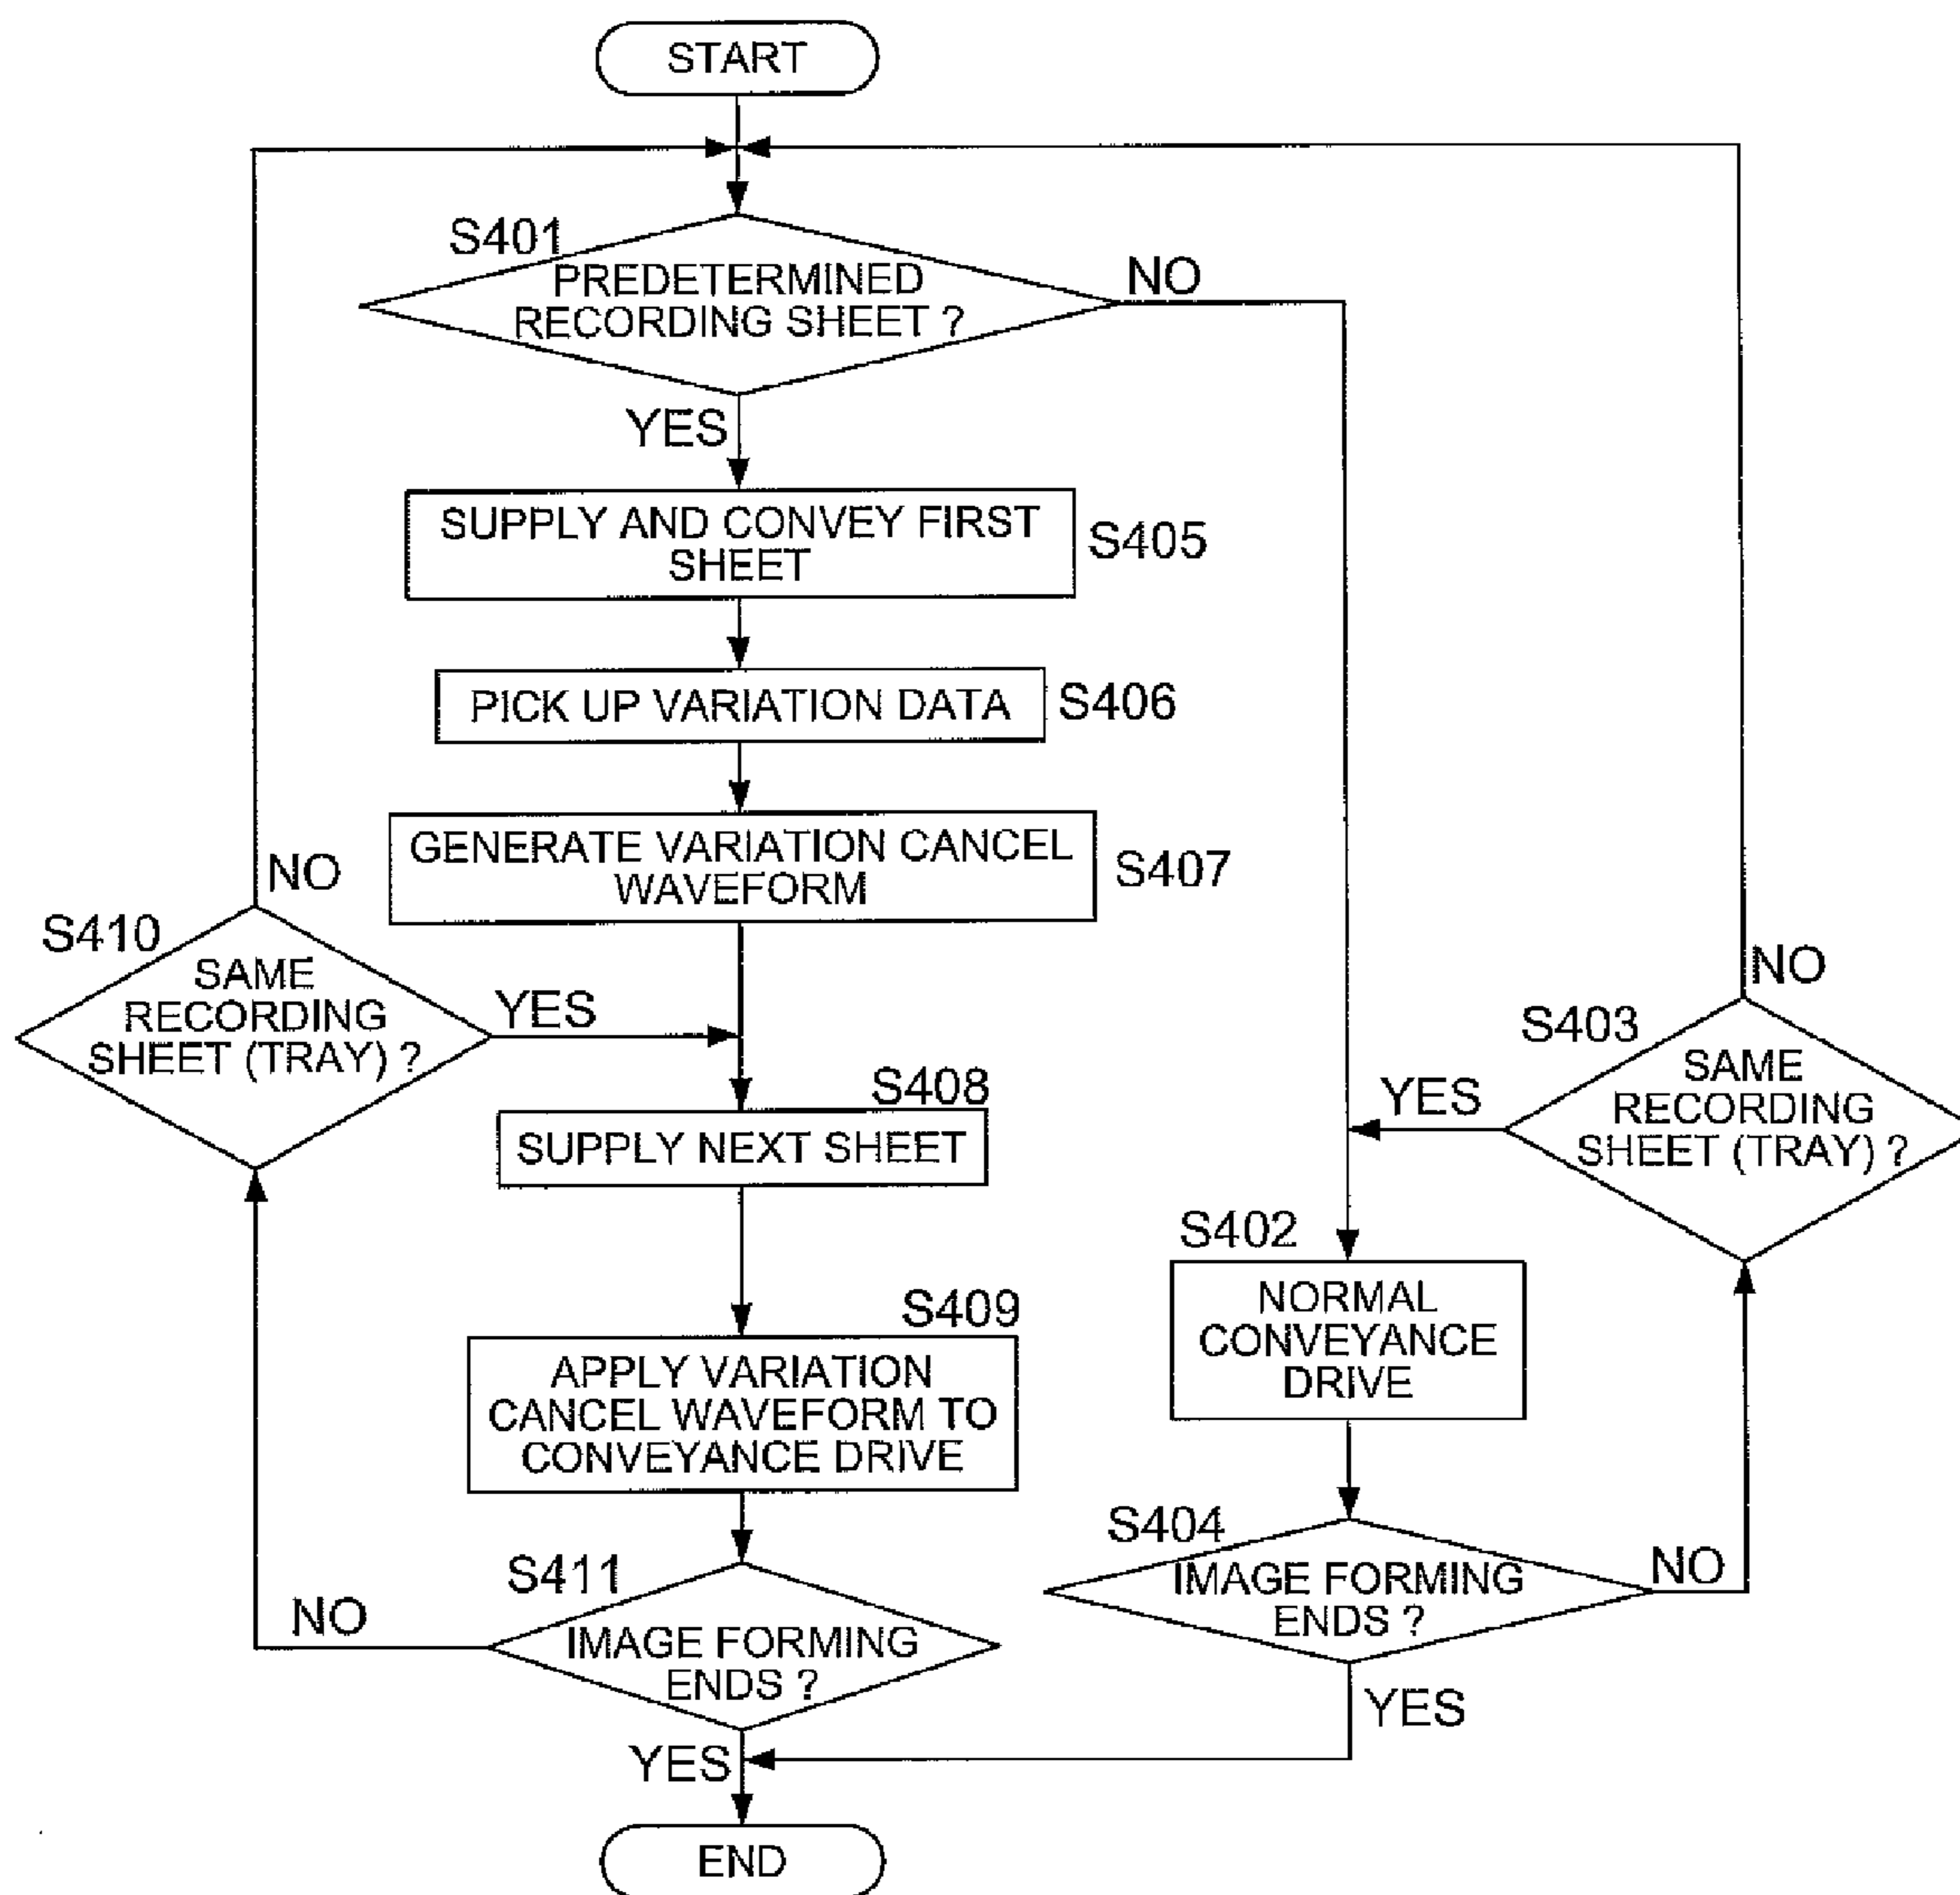 START
S401
PREDETERMINED
RECORDING SHEET ?
NO
YES
SUPPLY AND CONVEY FIRST
SHEET
S405
PICK UP VARIATION DATA
S406
GENERATE VARIATION CANCEL
WAVEFORM
S407
NO
S410
SAME
RECORDING
SHEET (TRAY) ?
YES
S408
SUPPLY NEXT SHEET
S409
APPLY VARIATION
CANCEL WAVEFORM TO
CONVEYANCE DRIVE
S411
IMAGE FORMING
ENDS ?
NO
YES
NO
S403
SAME
RECORDING
SHEET (TRAY) ?
YES
S402
NORMAL
CONVEYANCE
DRIVE
S404
IMAGE FORMING
ENDS ?
NO
YES
END